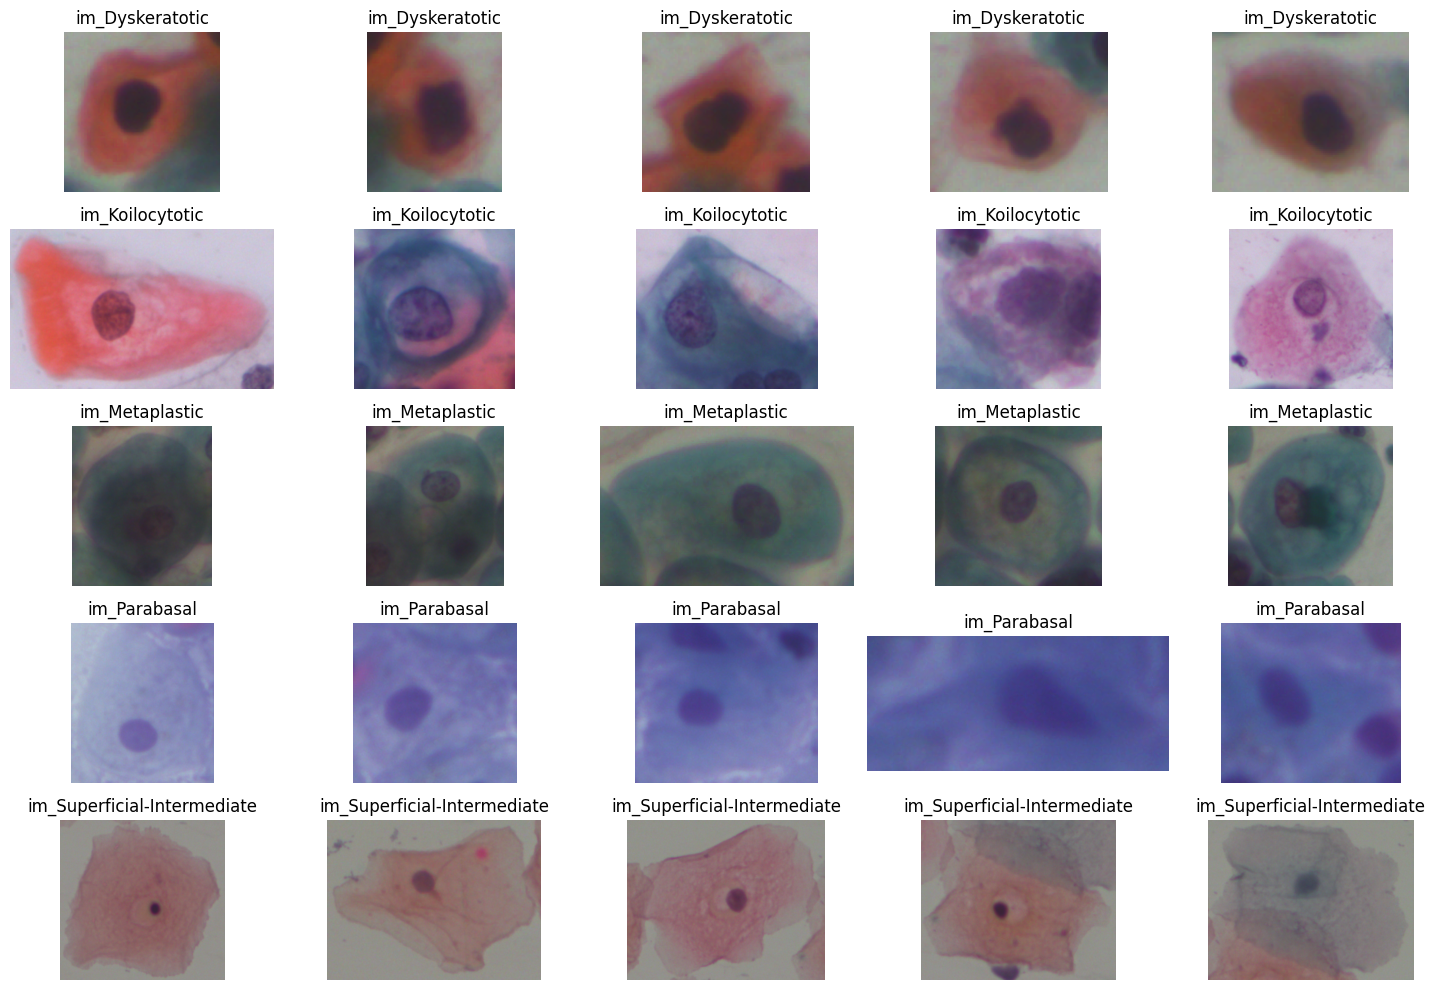 im_Dyskeratotic im_Dyskeratotic im_Dyskeratotic im_Dyskeratotic im_Dyskeratotic
im_Koilocytotic im_Koilocytotic im_Koilocytotic im_Koilocytotic im_Koilocytotic
im_Metaplastic im_Metaplastic im_Metaplastic im_Metaplastic im_Metaplastic
im_Parabasal im_Parabasal im_Parabasal im_Parabasal im_Parabasal
im_Superficial-Intermediate im_Superficial-Intermediate im_Superficial-Intermediate im_Superficial-Intermediate im_Superficial-Intermediate